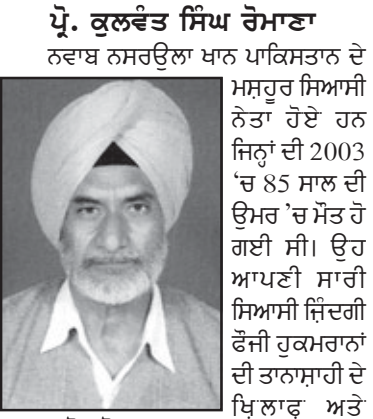 ਪ੍ਰੋ. ਕੁਲਵੰਤ ਸਿੰਘ ਰੋਮਾਣਾ
ਨਵਾਬ ਨਸਰਉਲਾ ਖਾਨ ਪਾਕਿਸਤਾਨ ਦੇ
ਮਸ਼ਹੂਰ ਸਿਆਸੀ
ਨੇਤਾ ਹੋਏ ਹਨ
ਜਿਨ੍ਹਾਂ ਦੀ 2003
‘ਚ 85 ਸਾਲ ਦੀ
ਉਮਰ ’ਚ ਮੌਤ ਹੋ
ਗਈ ਸੀ। ਉਹ
ਆਪਣੀ ਸਾਰੀ
ਸਿਆਸੀ ਜ਼ਿੰਦਗੀ
ਫੌਜੀ ਹੁਕਮਰਾਨਾਂ
ਦੀ ਤਾਨਾਸ਼ਾਹੀ ਦੇ
ਖ਼ਿਲਾਫ਼ ਅਤੇ